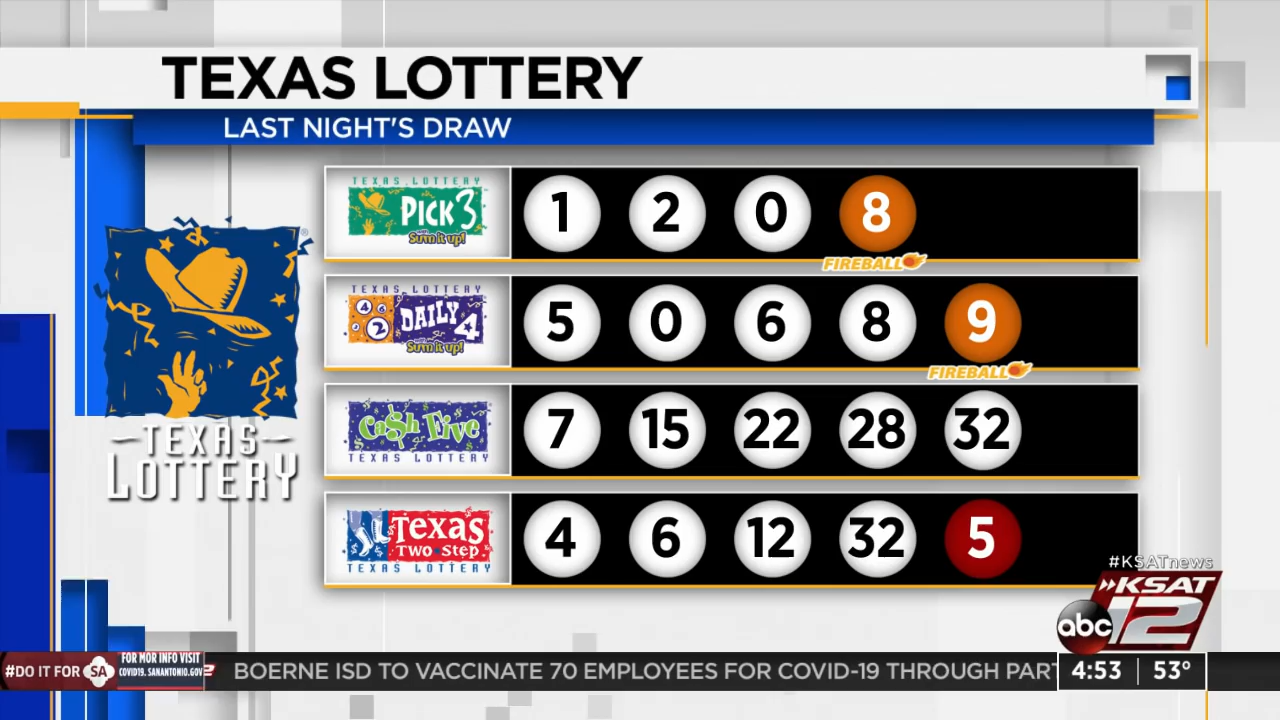 TEXAS LOTTERY
LAST NIGHT'S DRAW
TEXAS LOTTERY
PICK 3
Sum it up!
1 2 0 8
FIREBALL
TEXAS LOTTERY
DAILY 4
Sum it up!
5 0 6 8 9
FIREBALL
Ca$h Five
TEXAS LOTTERY
7 15 22 28 32
Texas
Two Step
TEXAS LOTTERY
4 6 12 32 5
TEXAS
LOTTERY
#KSATnews
KSAT
abc 12
#DO IT FOR SA
FOR MOR INFO VISIT
COVID19.SANANTONIO.GOV
BOERNE ISD TO VACCINATE 70 EMPLOYEES FOR COVID-19 THROUGH PART
4:53 53°